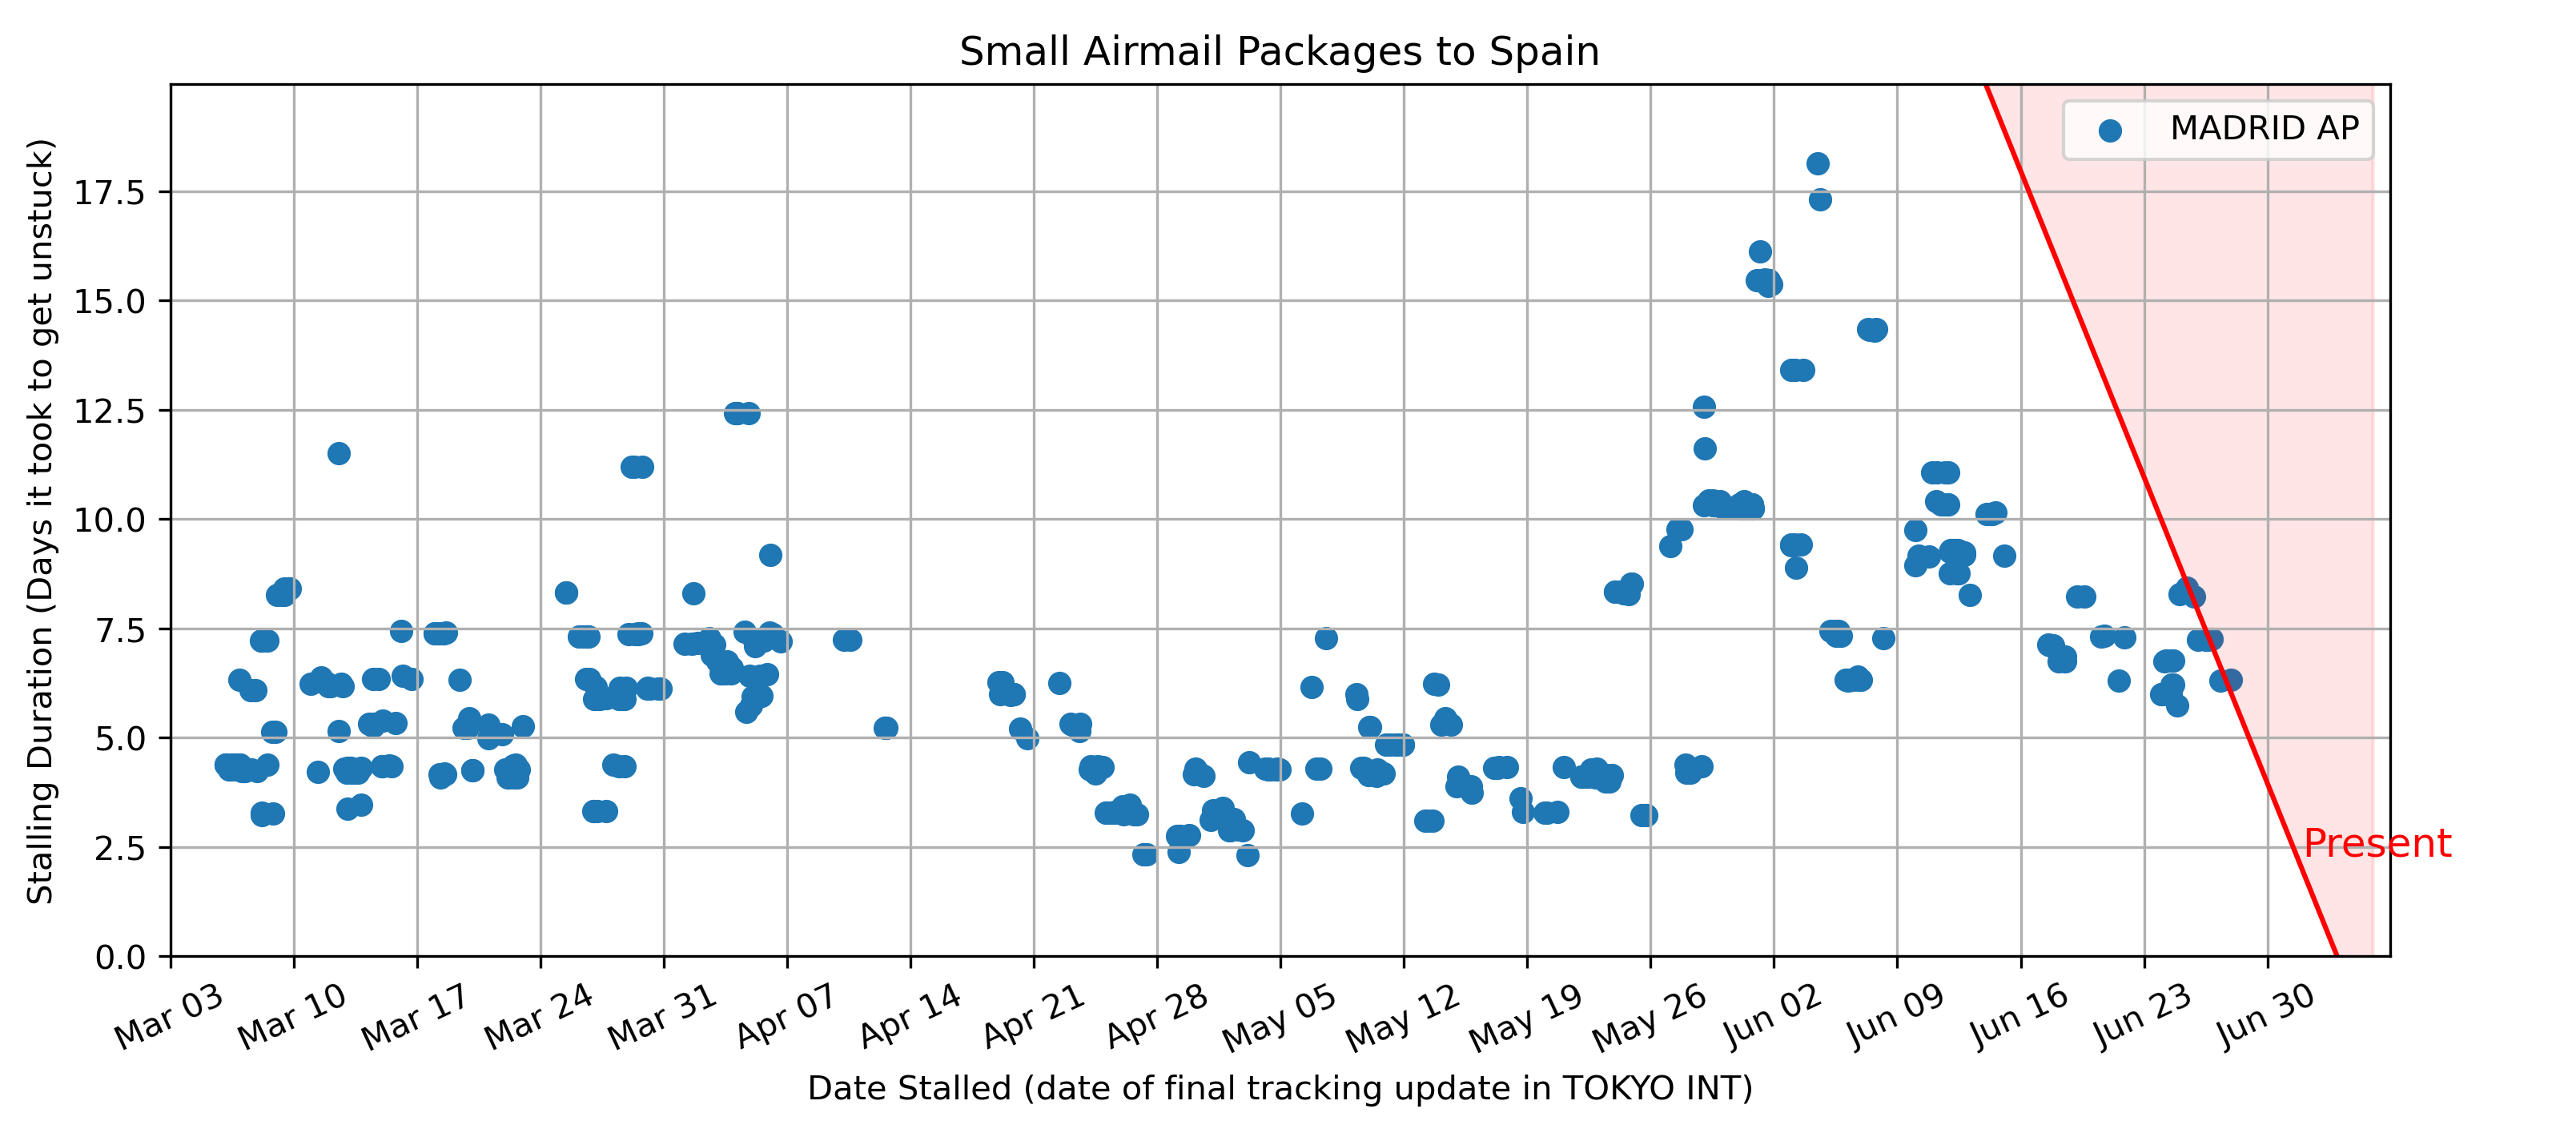 Small Airmail Packages to Spain
MADRID AP
Stalling Duration (Days it took to get unstuck)
17.5
15.0
12.5
10.0
7.5
5.0
2.5
0.0
Present
Mar 03 Mar 10 Mar 17 Mar 24 Mar 31 Apr 07 Apr 14 Apr 21 Apr 28 May 05 May 12 May 19 May 26 Jun 02 Jun 09 Jun 16 Jun 23 Jun 30
Date Stalled (date of final tracking update in TOKYO INT)